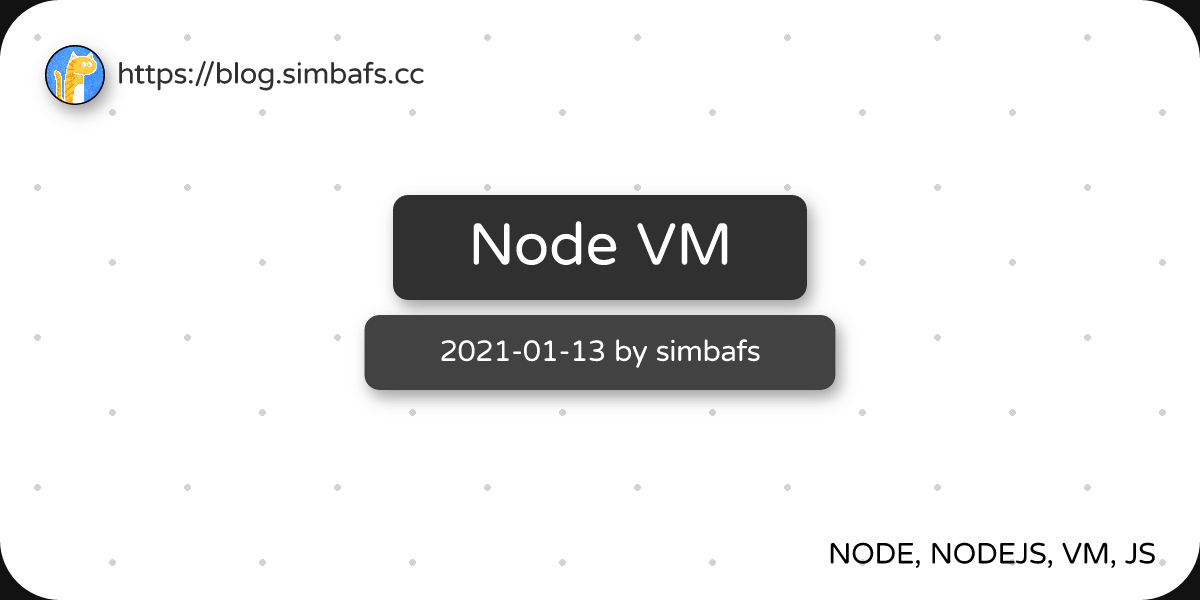 https://blog.simbafs.cc
Node VM
2021-01-13 by simbafs
NODE, NODEJS, VM, JS